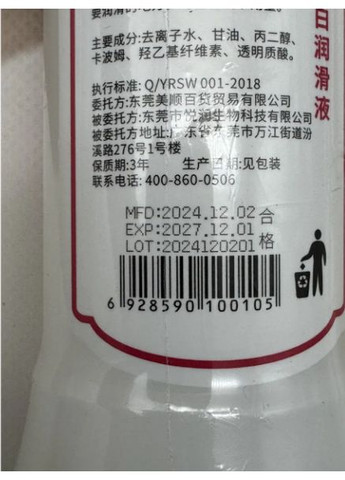 主要成分:去离子水、甘油、丙二醇、
卡波姆、羟乙基纤维素、透明质酸。
执行标准: Q/YRSW 001-2018
委托方:东莞美顺百货贸易有限公司
被委托方:东莞市悦润生物科技有限公司
被委托方地址:广东省东莞市万江街道汾
溪路276号1号楼
保质期:3年 生产日期:见包装
联系电话: 400-860-0506
MFD:2024.12.02 合
EXP:2027.12.01
LOT:2024120201 格
6 928590 100105
白润滑液